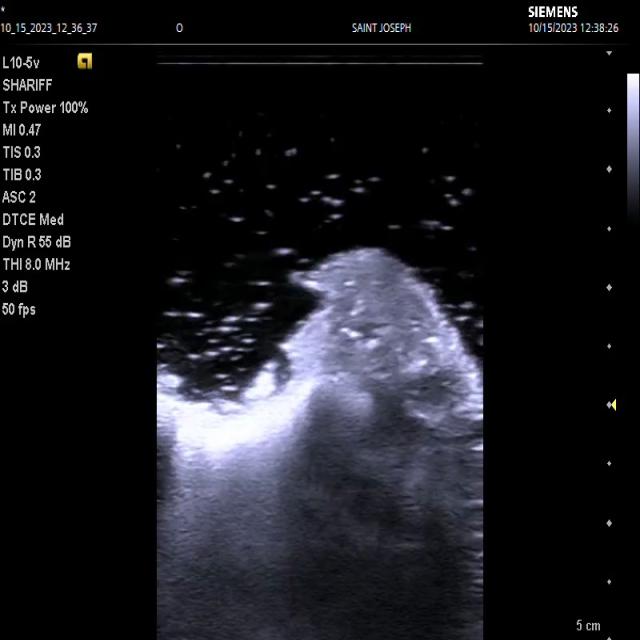 *
SIEMENS
10_15_2023_12_36_37 O SAINT JOSEPH 10/15/2023 12:38:26
L10-5v
SHARIFF
Tx Power 100%
MI 0.47
TIS 0.3
TIB 0.3
ASC 2
DTCE Med
Dyn R 55 dB
THI 8.0 MHz
3 dB
50 fps
5 cm